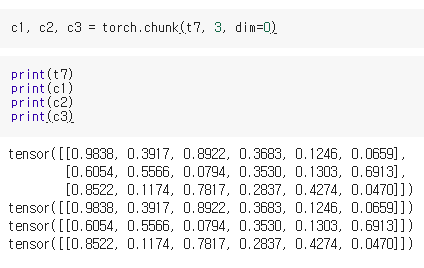 c1, c2, c3 = torch.chunk(t7, 3, dim=0)
print(t7)
print(c1)
print(c2)
print(c3)
tensor([[0.9838, 0.3917, 0.8922, 0.3683, 0.1246, 0.0659],
        [0.6054, 0.5566, 0.0794, 0.3530, 0.1303, 0.6913],
        [0.8522, 0.1174, 0.7817, 0.2837, 0.4274, 0.0470]])
tensor([[0.9838, 0.3917, 0.8922, 0.3683, 0.1246, 0.0659]])
tensor([[0.6054, 0.5566, 0.0794, 0.3530, 0.1303, 0.6913]])
tensor([[0.8522, 0.1174, 0.7817, 0.2837, 0.4274, 0.0470]])